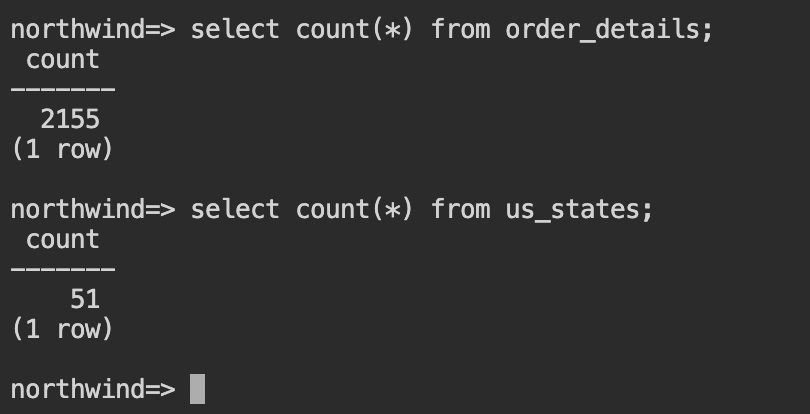 northwind=> select count(*) from order_details;
 count
-------
  2155
(1 row)

northwind=> select count(*) from us_states;
 count
-------
    51
(1 row)

northwind=>